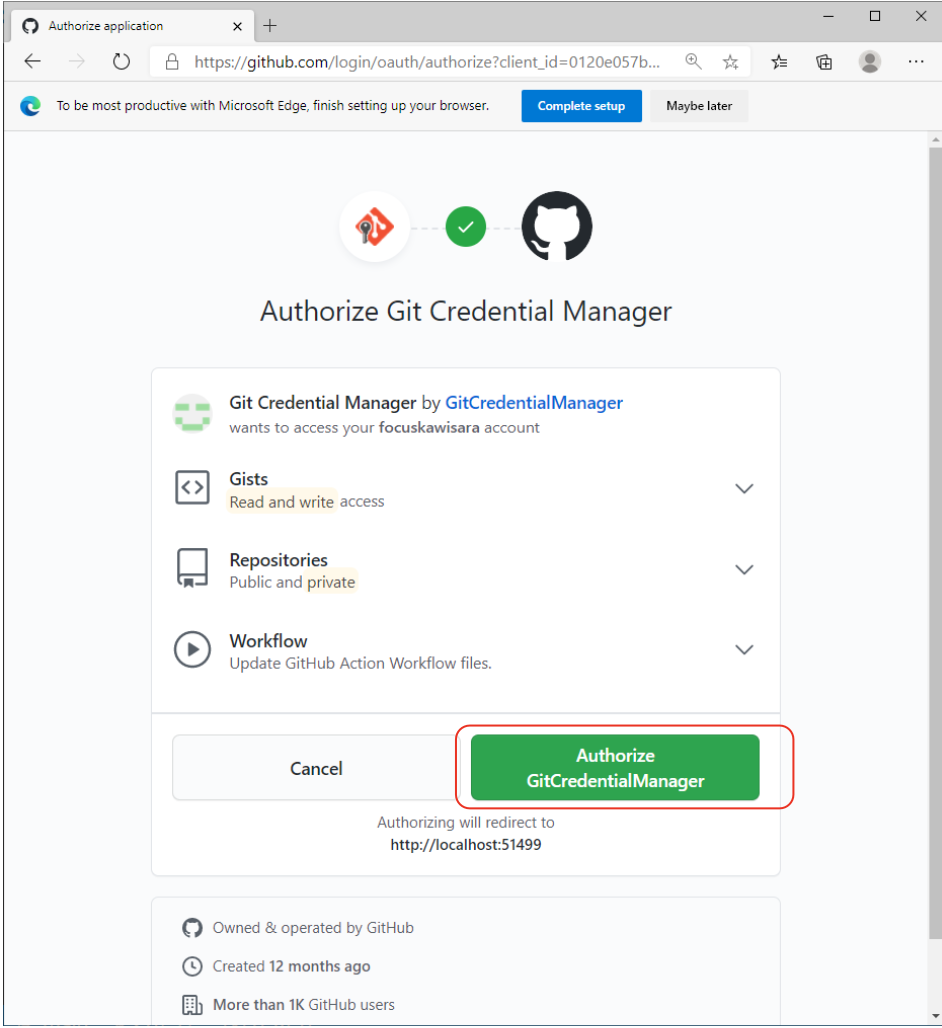 Authorize application
https://github.com/login/oauth/authorize?client_id=0120e057b...
To be most productive with Microsoft Edge, finish setting up your browser.
Complete setup
Maybe later
Authorize Git Credential Manager
Git Credential Manager by GitCredentialManager
wants to access your focuskawisara account
Gists
Read and write access
Repositories
Public and private
Workflow
Update GitHub Action Workflow files.
Cancel
Authorize
GitCredentialManager
Authorizing will redirect to
http://localhost:51499
Owned & operated by GitHub
Created 12 months ago
More than 1K GitHub users